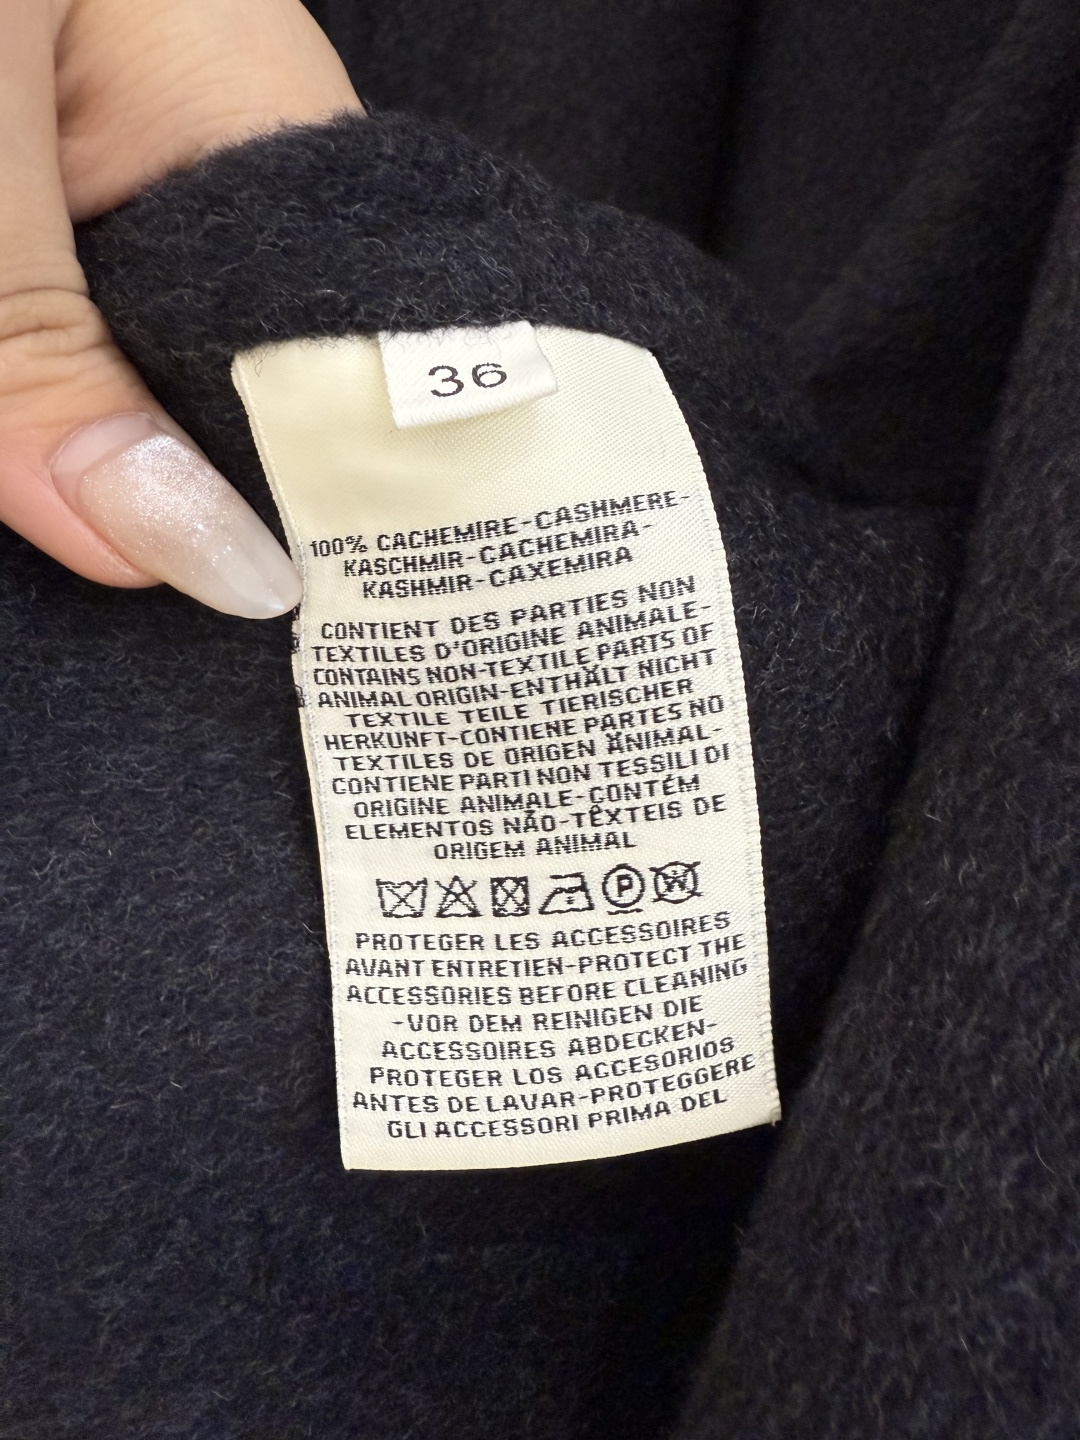 36
100% CACHEMIRE-CASHMERE-
KASCHMIR-CACHEMIRA-
KASHMIR-CAXEMIRA
CONTIENT DES PARTIES NON
TEXTILES D'ORIGINE ANIMALE-
CONTAINS NON-TEXTILE PARTS OF
ANIMAL ORIGIN-ENTHÄLT NICHT
TEXTILE TEILE TIERISCHER
HERKUNFT-CONTIENE PARTES NO
TEXTILES DE ORIGEN ANIMAL-
CONTIENE PARTI NON TESSILI DI
ORIGINE ANIMALE-CONTÉM
ELEMENTOS NÃO-TÊXTEIS DE
ORIGEM ANIMAL
P W
PROTEGER LES ACCESSOIRES
AVANT ENTRETIEN-PROTECT THE
ACCESSORIES BEFORE CLEANING
-VOR DEM REINIGEN DIE
ACCESSOIRES ABDECKEN-
PROTEGER LOS ACCESORIOS
ANTES DE LAVAR-PROTEGGERE
GLI ACCESSORI PRIMA DEL